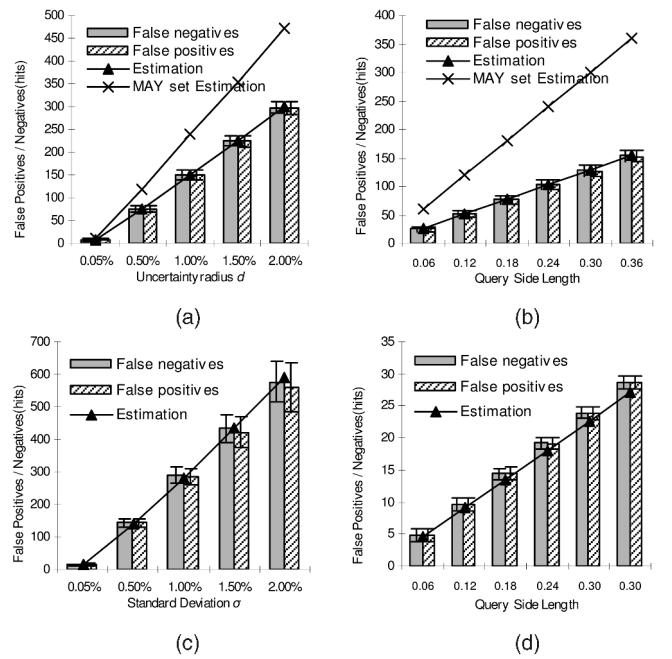 500
450
400
350
300
250
200
150
100
50
0
False Positives / Negatives(hits)
False negatives
False positives
Estimation
MAY set Estimation
0.05% 0.50% 1.00% 1.50% 2.00%
Uncertainty radius d
(a)
400
350
300
250
200
150
100
50
0
False Positives / Negatives(hits)
False negatives
False positives
Estimation
MAY set Estimation
0.06 0.12 0.18 0.24 0.30 0.36
Query Side Length
(b)
700
600
500
400
300
200
100
0
False Positives / Negatives(hits)
False negatives
False positives
Estimation
0.05% 0.50% 1.00% 1.50% 2.00%
Standard Deviation σ
(c)
35
30
25
20
15
10
5
0
False Positives / Negatives(hits)
False negatives
False positives
Estimation
0.06 0.12 0.18 0.24 0.30 0.30
Query Side Length
(d)